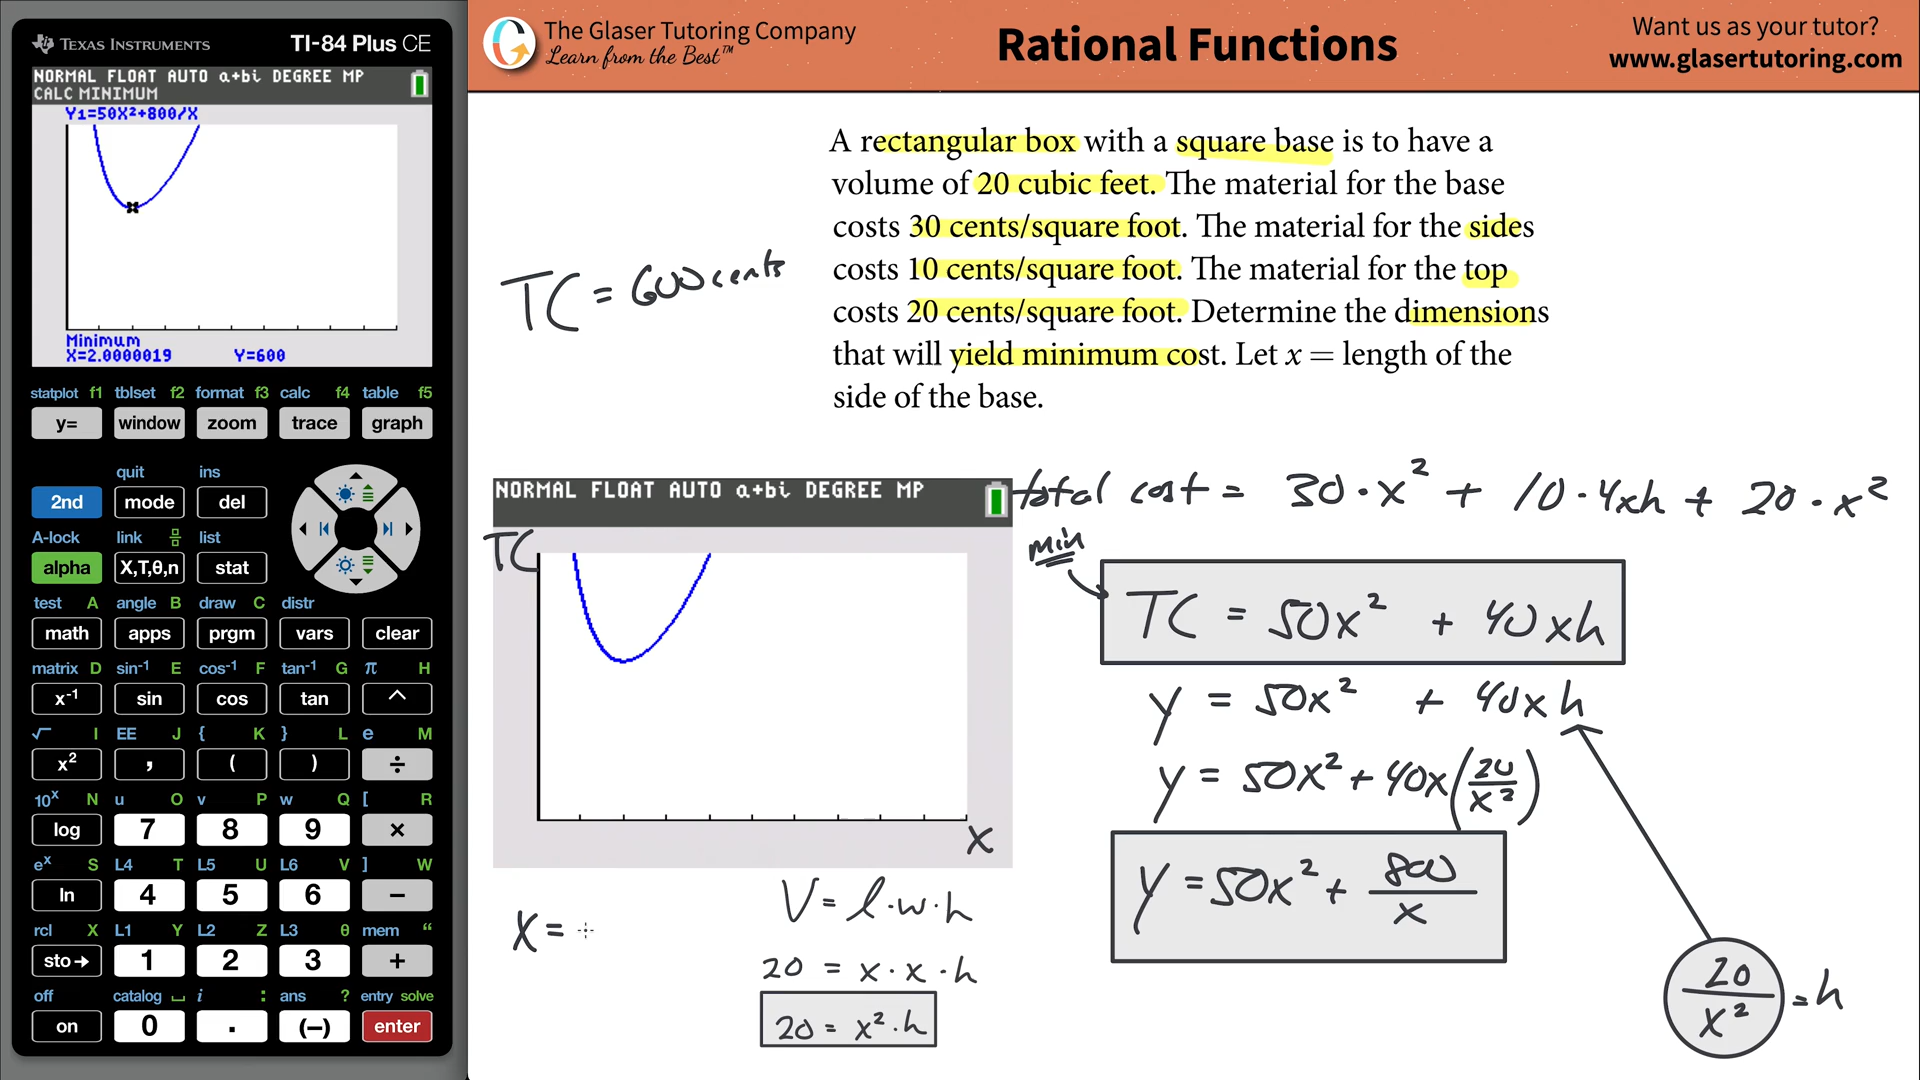 TEXAS INSTRUMENTS TI-84 Plus CE
NORMAL FLOAT AUTO a+bi DEGREE MP
CALC MINIMUM
Y1=50X²+800/X
Minimum
X=2.0000019 Y=600
statplot f1 tblset f2 format f3 calc f4 table f5
y= window zoom trace graph
quit ins
2nd mode del
A-lock link list
alpha X,T,θ,n stat
test A angle B draw C distr
math apps prgm vars clear
matrix D sin⁻¹ E cos⁻¹ F tan⁻¹ G π H
x⁻¹ sin cos tan ^
√ I EE J { K } L e M
x² , ( ) ÷
10ˣ N u O v P w Q [ R
log 7 8 9 ×
eˣ S L4 T L5 U L6 V ] W
ln 4 5 6 −
rcl X L1 Y L2 Z L3 θ mem "
sto→ 1 2 3 +
off catalog ⎵ i : ans ? entry solve
on 0 . (−) enter
The Glaser Tutoring Company
Learn from the Best™
Rational Functions
Want us as your tutor?
www.glasertutoring.com
A rectangular box with a square base is to have a
volume of 20 cubic feet. The material for the base
costs 30 cents/square foot. The material for the sides
costs 10 cents/square foot. The material for the top
costs 20 cents/square foot. Determine the dimensions
that will yield minimum cost. Let x = length of the
side of the base.
TC = 600 cents
NORMAL FLOAT AUTO a+bi DEGREE MP
TC
X
total cost = 30·x² + 10·4xh + 20·x²
min
TC = 50x² + 40xh
y = 50x² + 40xh
y = 50x² + 40x(20/x²)
y = 50x² + 800/x
20/x² = h
V = l·w·h
20 = x·x·h
20 = x²·h
X =